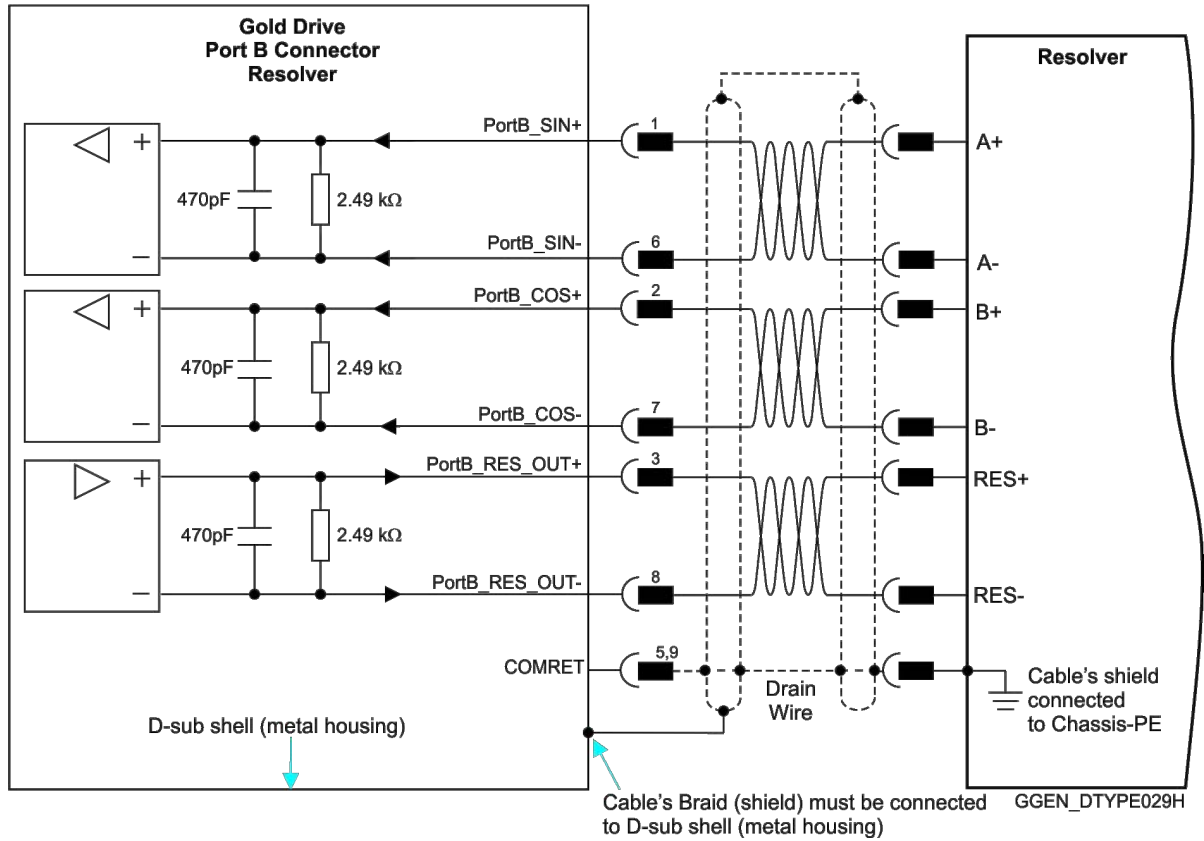 Gold Drive
Port B Connector
Resolver
Resolver
PortB_SIN+
1
+
A+
470pF
2.49 kΩ
PortB_SIN-
6
−
A-
PortB_COS+
2
+
B+
470pF
2.49 kΩ
PortB_COS-
7
−
B-
PortB_RES_OUT+
3
+
RES+
470pF
2.49 kΩ
PortB_RES_OUT-
8
−
RES-
COMRET
5,9
Drain
Wire
Cable's shield
connected
to Chassis-PE
D-sub shell (metal housing)
Cable's Braid (shield) must be connected
to D-sub shell (metal housing)
GGEN_DTYPE029H